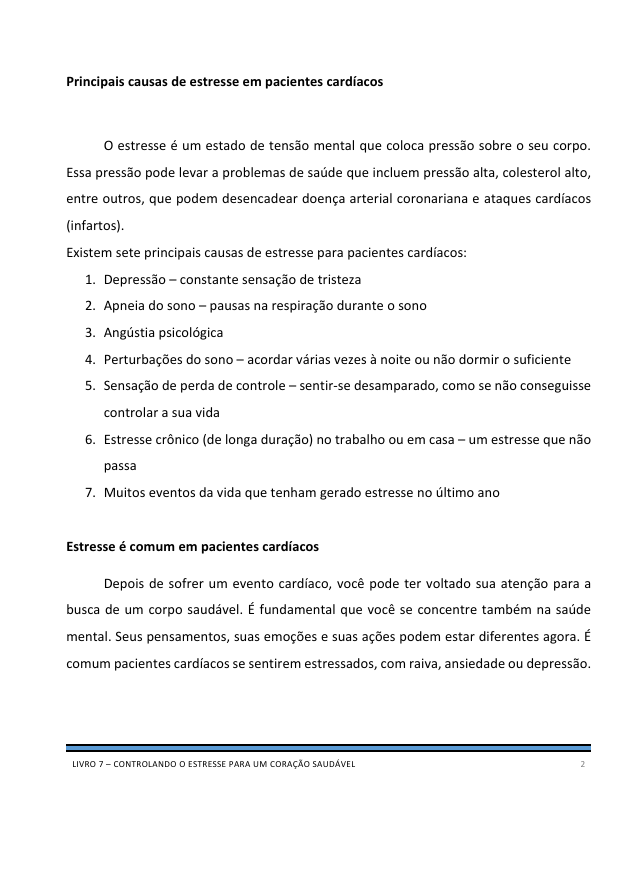 Principais causas de estresse em pacientes cardíacos
O estresse é um estado de tensão mental que coloca pressão sobre o seu corpo.
Essa pressão pode levar a problemas de saúde que incluem pressão alta, colesterol alto,
entre outros, que podem desencadear doença arterial coronariana e ataques cardíacos
(infartos).
Existem sete principais causas de estresse para pacientes cardíacos:
1. Depressão – constante sensação de tristeza
2. Apneia do sono – pausas na respiração durante o sono
3. Angústia psicológica
4. Perturbações do sono – acordar várias vezes à noite ou não dormir o suficiente
5. Sensação de perda de controle – sentir-se desamparado, como se não conseguisse
controlar a sua vida
6. Estresse crônico (de longa duração) no trabalho ou em casa – um estresse que não
passa
7. Muitos eventos da vida que tenham gerado estresse no último ano
Estresse é comum em pacientes cardíacos
Depois de sofrer um evento cardíaco, você pode ter voltado sua atenção para a
busca de um corpo saudável. É fundamental que você se concentre também na saúde
mental. Seus pensamentos, suas emoções e suas ações podem estar diferentes agora. É
comum pacientes cardíacos se sentirem estressados, com raiva, ansiedade ou depressão.
LIVRO 7 – CONTROLANDO O ESTRESSE PARA UM CORAÇÃO SAUDÁVEL 2